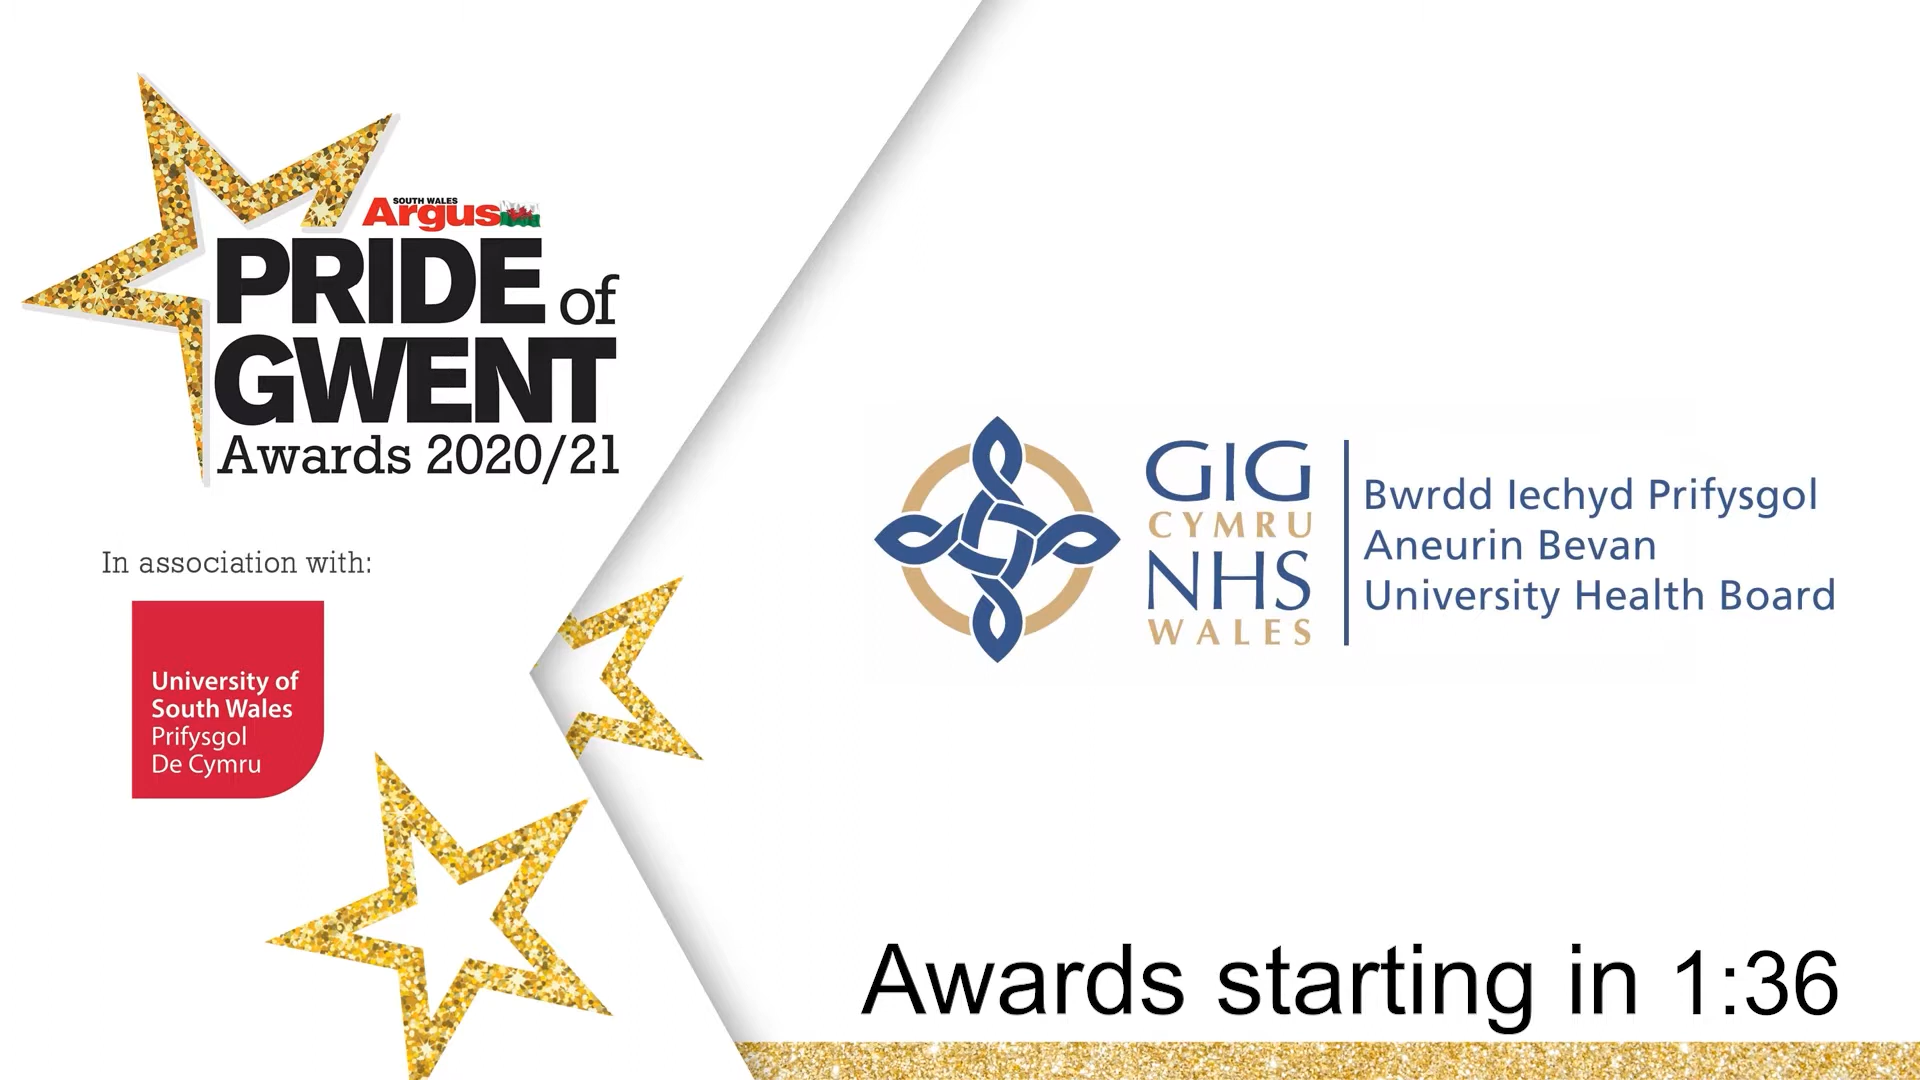 SOUTH WALES
Argus
PRIDE of
GWENT
Awards 2020/21
In association with:
University of
South Wales
Prifysgol
De Cymru
GIG
CYMRU
NHS
WALES
Bwrdd Iechyd Prifysgol
Aneurin Bevan
University Health Board
Awards starting in 1:36